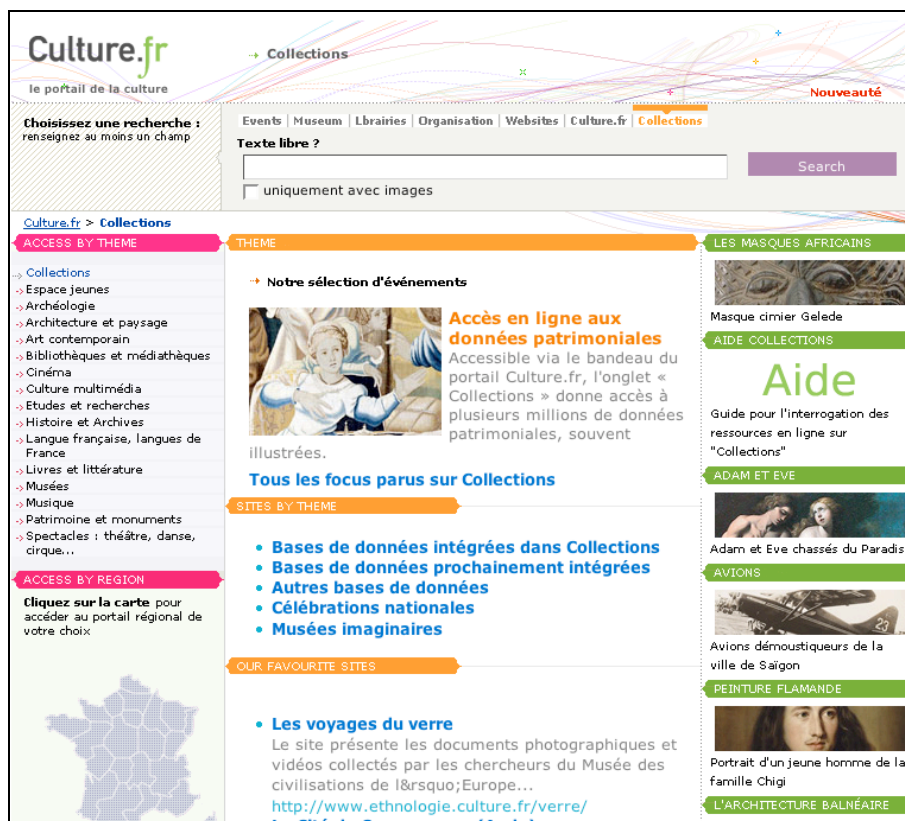 Culture.fr
le portail de la culture
Collections
Nouveauté
Choisissez une recherche :
renseignez au moins un champ
Events | Museum | Lbrairies | Organisation | Websites | Culture.fr | Collections
Texte libre ?
Search
uniquement avec images
Culture.fr > Collections
ACCESS BY THEME
Collections
Espace jeunes
Archéologie
Architecture et paysage
Art contemporain
Bibliothèques et médiathèques
Cinéma
Culture multimédia
Etudes et recherches
Histoire et Archives
Langue française, langues de
France
Livres et littérature
Musées
Musique
Patrimoine et monuments
Spectacles : théâtre, danse,
cirque...
ACCESS BY REGION
Cliquez sur la carte pour
accéder au portail régional de
votre choix
THEME
Notre sélection d'événements
Accès en ligne aux
données patrimoniales
Accessible via le bandeau du
portail Culture.fr, l'onglet «
Collections » donne accès à
plusieurs millions de données
patrimoniales, souvent
illustrées.
Tous les focus parus sur Collections
SITES BY THEME
Bases de données intégrées dans Collections
Bases de données prochainement intégrées
Autres bases de données
Célébrations nationales
Musées imaginaires
OUR FAVOURITE SITES
Les voyages du verre
Le site présente les documents photographiques et
vidéos collectés par les chercheurs du Musée des
civilisations de l&rsquo;Europe...
http://www.ethnologie.culture.fr/verre/
LES MASQUES AFRICAINS
Masque cimier Gelede
AIDE COLLECTIONS
Aide
Guide pour l'interrogation des
ressources en ligne sur
"Collections"
ADAM ET EVE
Adam et Eve chassés du Paradis
AVIONS
23
Avions démoustiqueurs de la
ville de Saïgon
PEINTURE FLAMANDE
Portrait d'un jeune homme de la
famille Chigi
L'ARCHITECTURE BALNÉAIRE